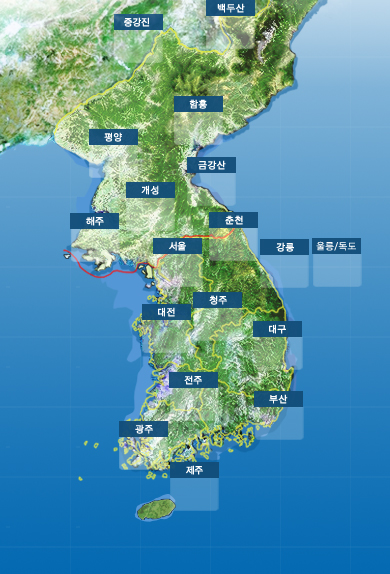 백두산
중강진
함흥
평양
금강산
개성
해주
춘천
서울
강릉
울릉/독도
청주
대전
대구
전주
부산
광주
제주